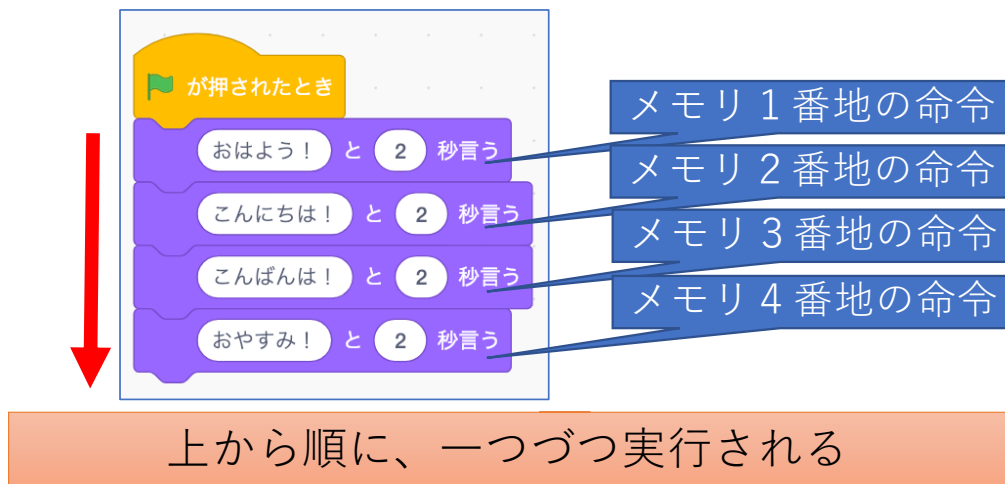 が押されたとき
おはよう! と 2 秒言う
こんにちは! と 2 秒言う
こんばんは! と 2 秒言う
おやすみ! と 2 秒言う
メモリ1番地の命令
メモリ2番地の命令
メモリ3番地の命令
メモリ4番地の命令
上から順に、一つづつ実行される